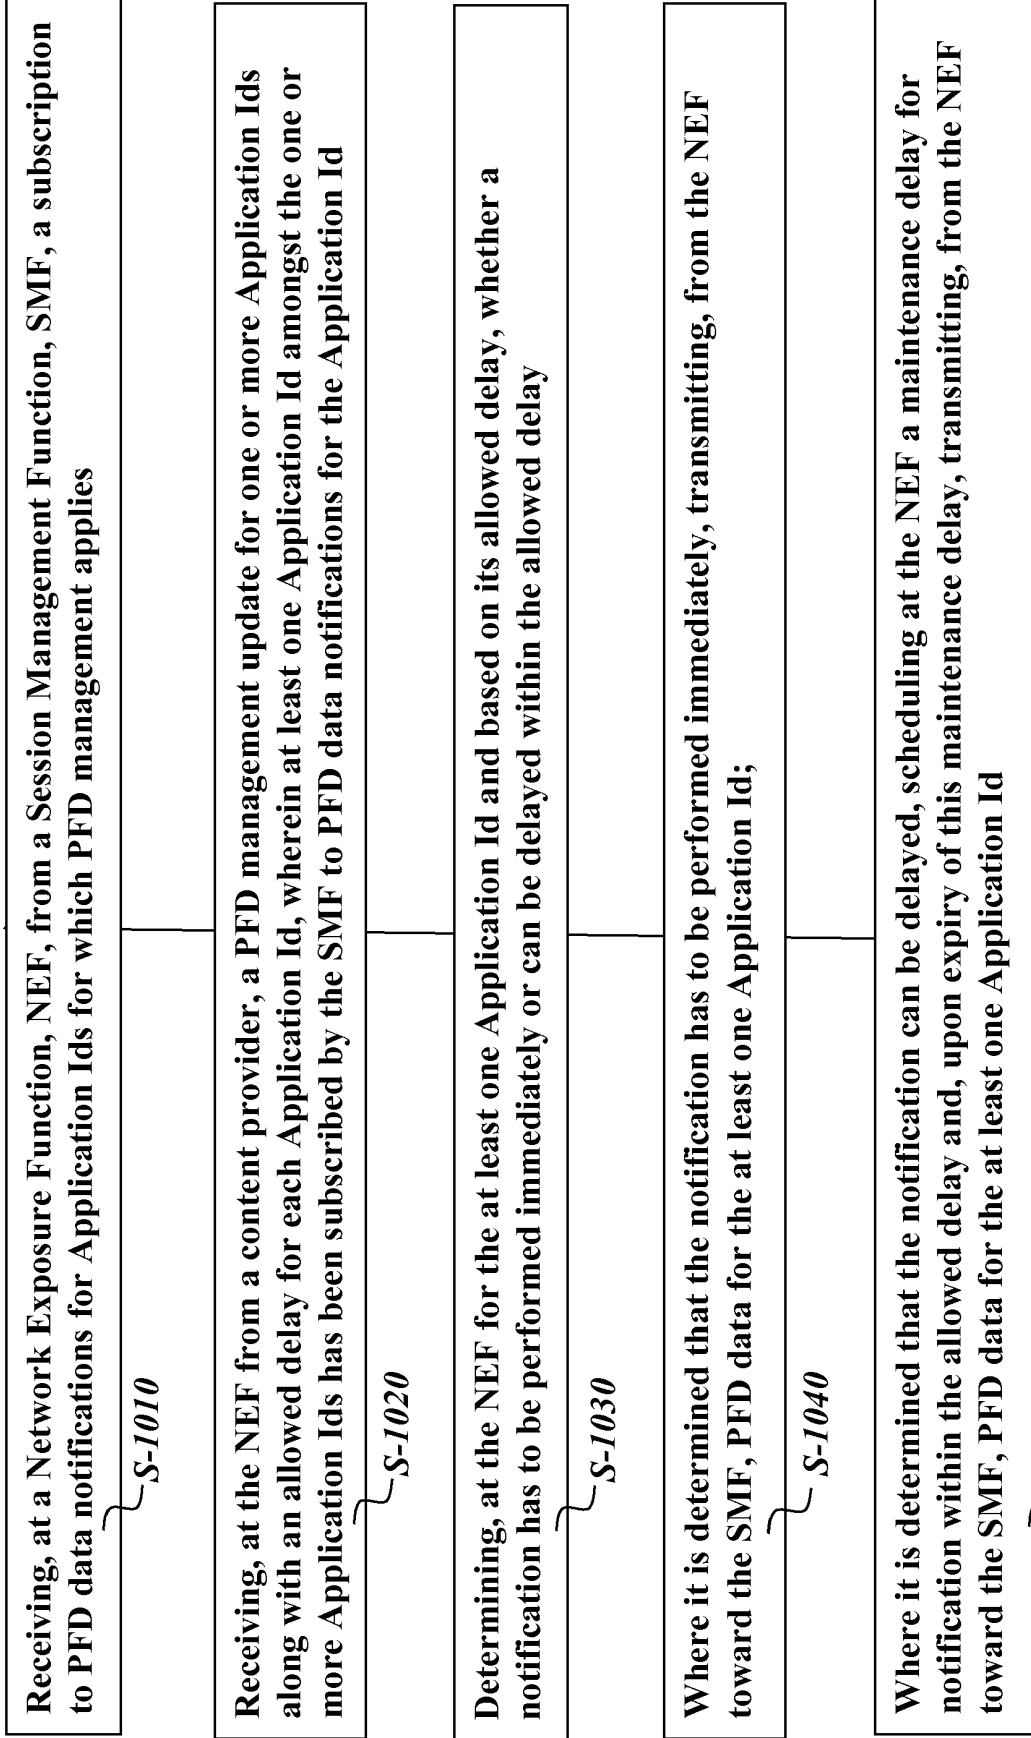 Receiving, at a Network Exposure Function, NEF, from a Session Management Function, SMF, a subscription
to PFD data notifications for Application Ids for which PFD management applies
S-1010
Receiving, at the NEF from a content provider, a PFD management update for one or more Application Ids
along with an allowed delay for each Application Id, wherein at least one Application Id amongst the one or
more Application Ids has been subscribed by the SMF to PFD data notifications for the Application Id
S-1020
Determining, at the NEF for the at least one Application Id and based on its allowed delay, whether a
notification has to be performed immediately or can be delayed within the allowed delay
S-1030
Where it is determined that the notification has to be performed immediately, transmitting, from the NEF
toward the SMF, PFD data for the at least one Application Id;
S-1040
Where it is determined that the notification can be delayed, scheduling at the NEF a maintenance delay for
notification within the allowed delay and, upon expiry of this maintenance delay, transmitting, from the NEF
toward the SMF, PFD data for the at least one Application Id